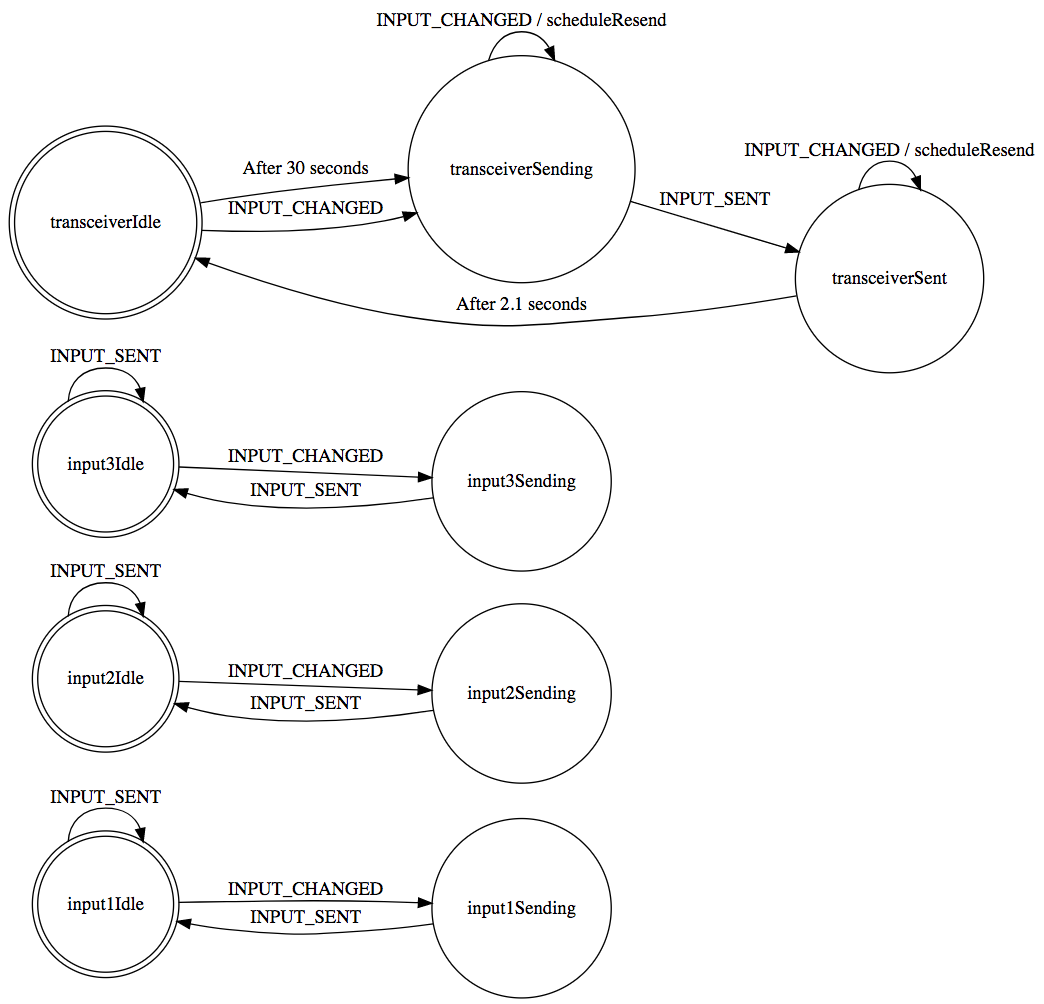 INPUT_CHANGED / scheduleResend
transceiverSending
INPUT_CHANGED / scheduleResend
After 30 seconds
INPUT_CHANGED
transceiverIdle
INPUT_SENT
transceiverSent
After 2.1 seconds
INPUT_SENT
input3Idle
INPUT_CHANGED
INPUT_SENT
input3Sending
INPUT_SENT
input2Idle
INPUT_CHANGED
INPUT_SENT
input2Sending
INPUT_SENT
input1Idle
INPUT_CHANGED
INPUT_SENT
input1Sending